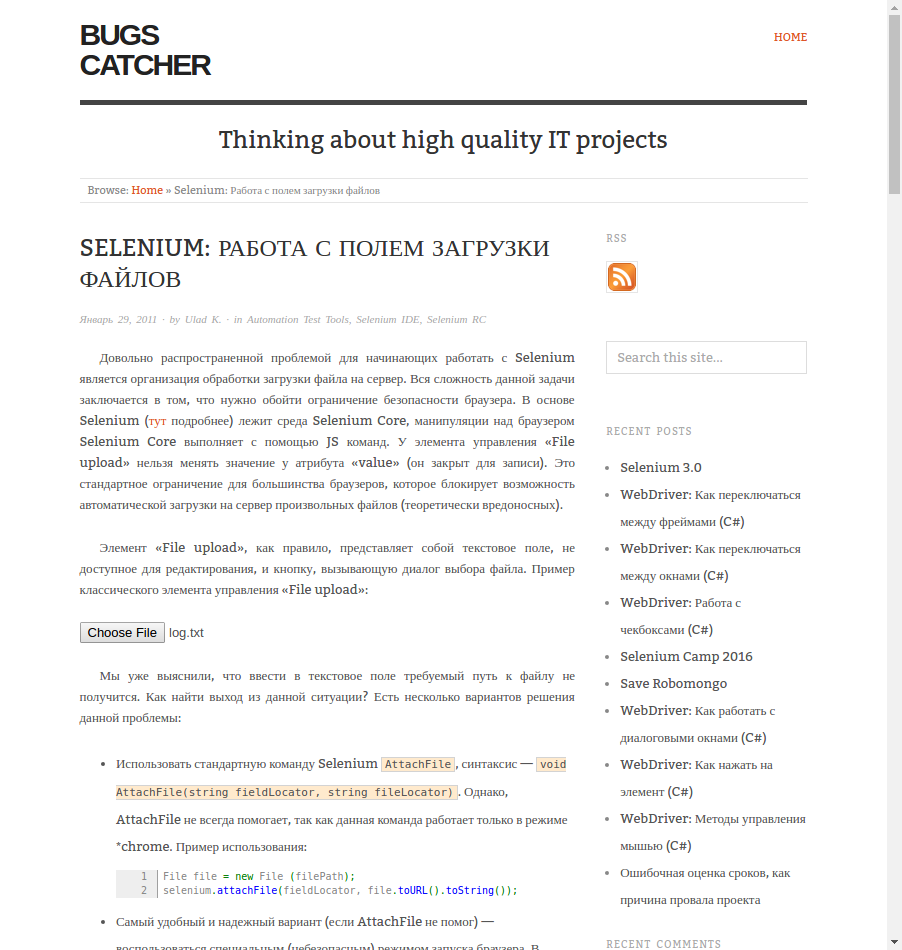 BUGS
CATCHER
HOME
Thinking about high quality IT projects
Browse: Home » Selenium: Работа с полем загрузки файлов
SELENIUM: РАБОТА С ПОЛЕМ ЗАГРУЗКИ
ФАЙЛОВ
Январь 29, 2011 · by Ulad K. · in Automation Test Tools, Selenium IDE, Selenium RC
Довольно распространенной проблемой для начинающих работать с Selenium
является организация обработки загрузки файла на сервер. Вся сложность данной задачи
заключается в том, что нужно обойти ограничение безопасности браузера. В основе
Selenium (тут подробнее) лежит среда Selenium Core, манипуляции над браузером
Selenium Core выполняет с помощью JS команд. У элемента управления «File
upload» нельзя менять значение у атрибута «value» (он закрыт для записи). Это
стандартное ограничение для большинства браузеров, которое блокирует возможность
автоматической загрузки на сервер произвольных файлов (теоретически вредоносных).
Элемент «File upload», как правило, представляет собой текстовое поле, не
доступное для редактирования, и кнопку, вызывающую диалог выбора файла. Пример
классического элемента управления «File upload»:
Choose File log.txt
Мы уже выяснили, что ввести в текстовое поле требуемый путь к файлу не
получится. Как найти выход из данной ситуации? Есть несколько вариантов решения
данной проблемы:
Использовать стандартную команду Selenium AttachFile, синтаксис — void
AttachFile(string fieldLocator, string fileLocator). Однако,
AttachFile не всегда помогает, так как данная команда работает только в режиме
*chrome. Пример использования:
1 File file = new File (filePath);
2 selenium.attachFile(fieldLocator, file.toURL().toString());
Самый удобный и надежный вариант (если AttachFile не помог) —
воспользоваться специальным (небезопасным) режимом запуска браузера. В
RSS
Search this site...
RECENT POSTS
Selenium 3.0
WebDriver: Как переключаться
между фреймами (C#)
WebDriver: Как переключаться
между окнами (C#)
WebDriver: Работа с
чекбоксами (C#)
Selenium Camp 2016
Save Robomongo
WebDriver: Как работать с
диалоговыми окнами (C#)
WebDriver: Как нажать на
элемент (C#)
WebDriver: Методы управления
мышью (C#)
Ошибочная оценка сроков, как
причина провала проекта
RECENT COMMENTS